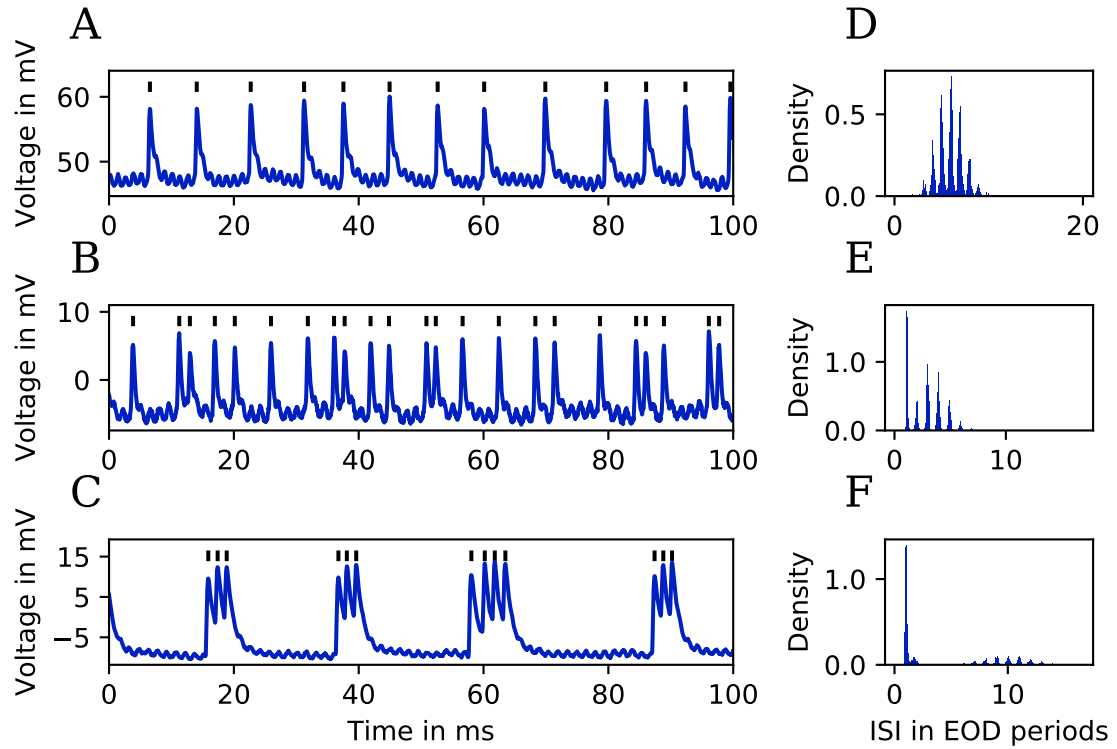 A
Voltage in mV
60
50
0 20 40 60 80 100
D
Density
0.5
0.0
0 20
B
Voltage in mV
10
0
0 20 40 60 80 100
E
Density
1.0
0.0
0 10
C
Voltage in mV
15
5
−5
0 20 40 60 80 100
Time in ms
F
Density
1.0
0.0
0 10
ISI in EOD periods